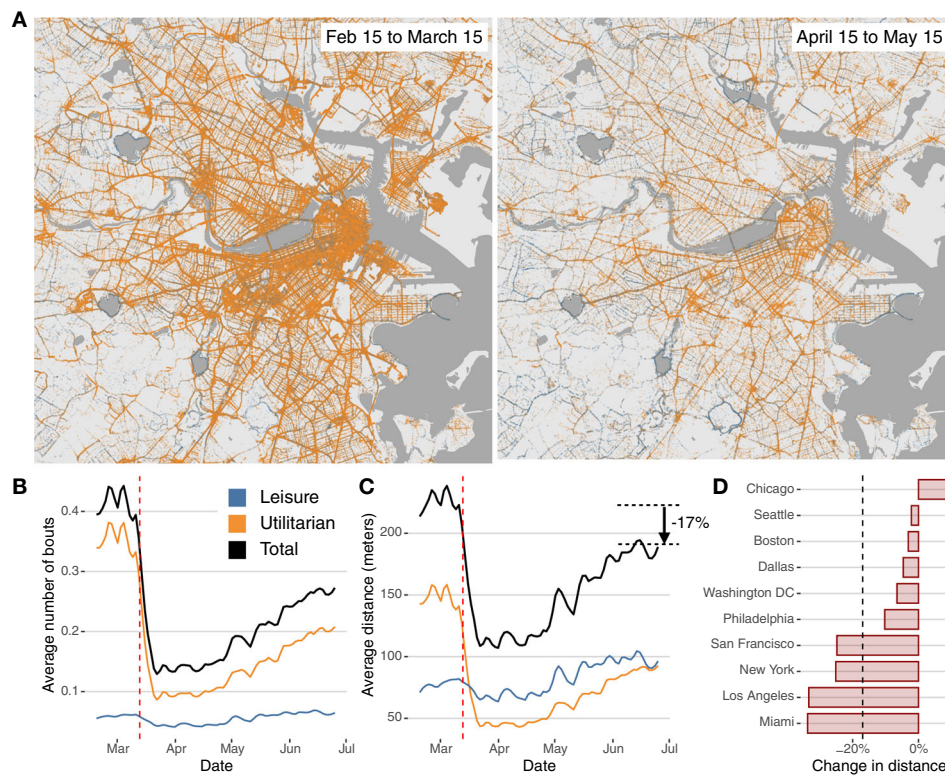 A
Feb 15 to March 15
April 15 to May 15
B
Leisure
Utilitarian
Total
Average number of bouts
0.4
0.3
0.2
0.1
Mar
Apr
May
Jun
Jul
Date
C
-17%
Average distance (meters)
200
150
100
50
Mar
Apr
May
Jun
Jul
Date
D
Chicago
Seattle
Boston
Dallas
Washington DC
Philadelphia
San Francisco
New York
Los Angeles
Miami
−20%
0%
Change in distance